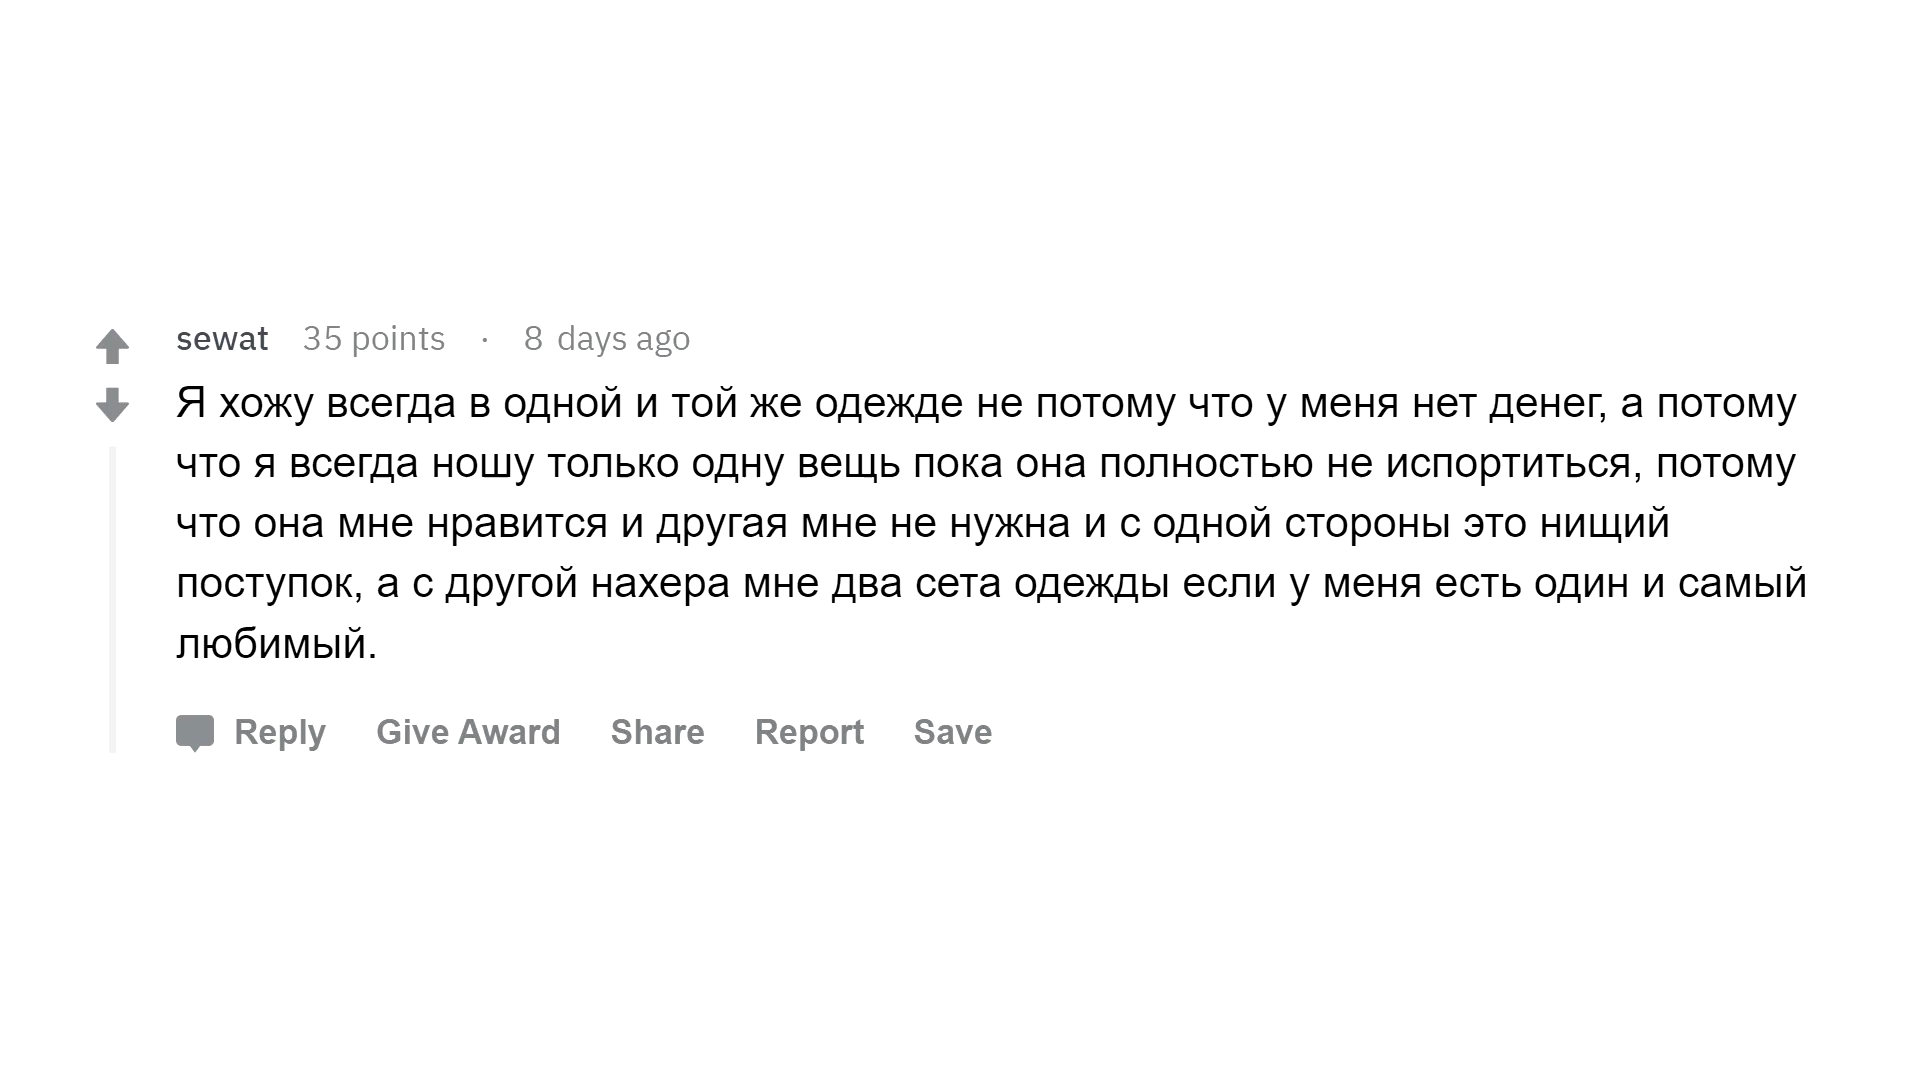 sewat 35 points · 8 days ago
Я хожу всегда в одной и той же одежде не потому что у меня нет денег, а потому
что я всегда ношу только одну вещь пока она полностью не испортиться, потому
что она мне нравится и другая мне не нужна и с одной стороны это нищий
поступок, а с другой нахера мне два сета одежды если у меня есть один и самый
любимый.
Reply Give Award Share Report Save